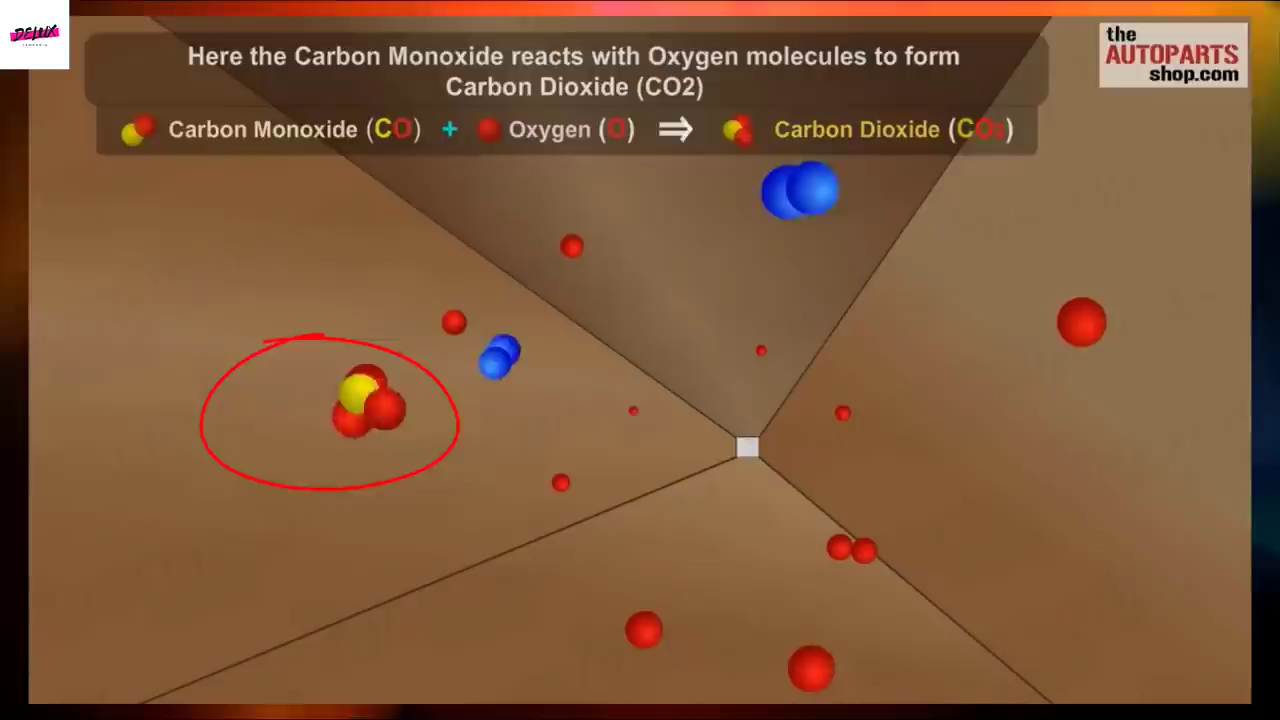 DELUX
the
AUTOPARTS
shop.com
Here the Carbon Monoxide reacts with Oxygen molecules to form
Carbon Dioxide (CO2)
Carbon Monoxide (CO) + Oxygen (O) ⇒ Carbon Dioxide (CO₂)